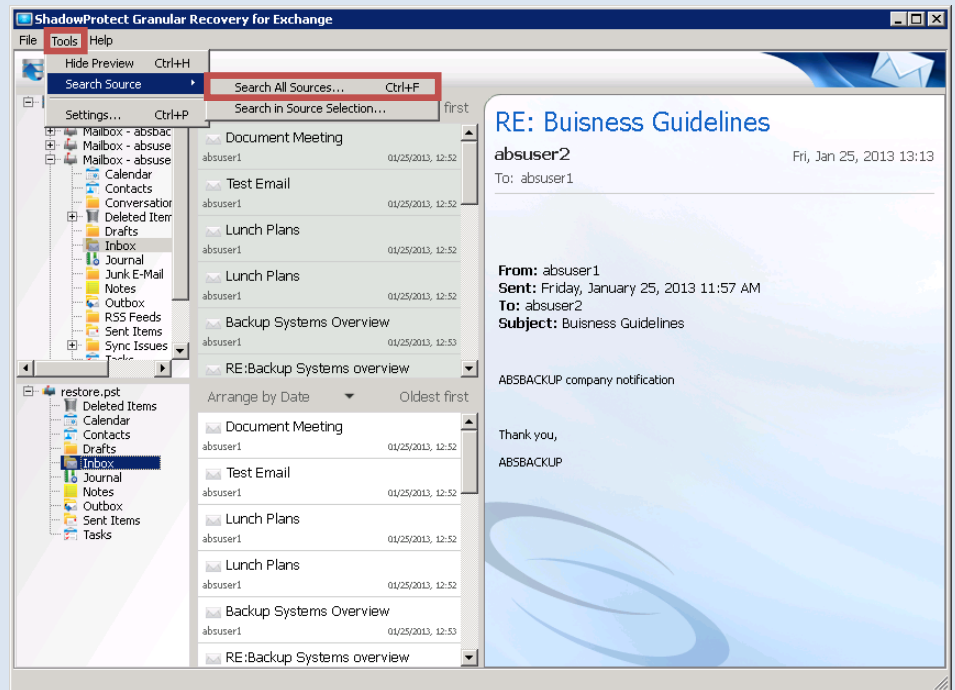 ShadowProtect Granular Recovery for Exchange
File Tools Help
Hide Preview Ctrl+H
Search Source
Settings... Ctrl+P
Search All Sources... Ctrl+F
Search in Source Selection...
first
Mailbox - absbac
Mailbox - absuse
Mailbox - absuse
Calendar
Contacts
Conversation
Deleted Item
Drafts
Inbox
Journal
Junk E-Mail
Notes
Outbox
RSS Feeds
Sent Items
Sync Issues
Tasks
Document Meeting
absuser1 01/25/2013, 12:52
Test Email
absuser1 01/25/2013, 12:52
Lunch Plans
absuser1 01/25/2013, 12:52
Lunch Plans
absuser1 01/25/2013, 12:52
Backup Systems Overview
absuser1 01/25/2013, 12:53
RE:Backup Systems overview
restore.pst
Deleted Items
Calendar
Contacts
Drafts
Inbox
Journal
Notes
Outbox
Sent Items
Tasks
Arrange by Date Oldest first
Document Meeting
absuser1 01/25/2013, 12:52
Test Email
absuser1 01/25/2013, 12:52
Lunch Plans
absuser1 01/25/2013, 12:52
Lunch Plans
absuser1 01/25/2013, 12:52
Backup Systems Overview
absuser1 01/25/2013, 12:53
RE:Backup Systems overview
RE: Buisness Guidelines
absuser2 Fri, Jan 25, 2013 13:13
To: absuser1
From: absuser1
Sent: Friday, January 25, 2013 11:57 AM
To: absuser2
Subject: Buisness Guidelines
ABSBACKUP company notification
Thank you,
ABSBACKUP